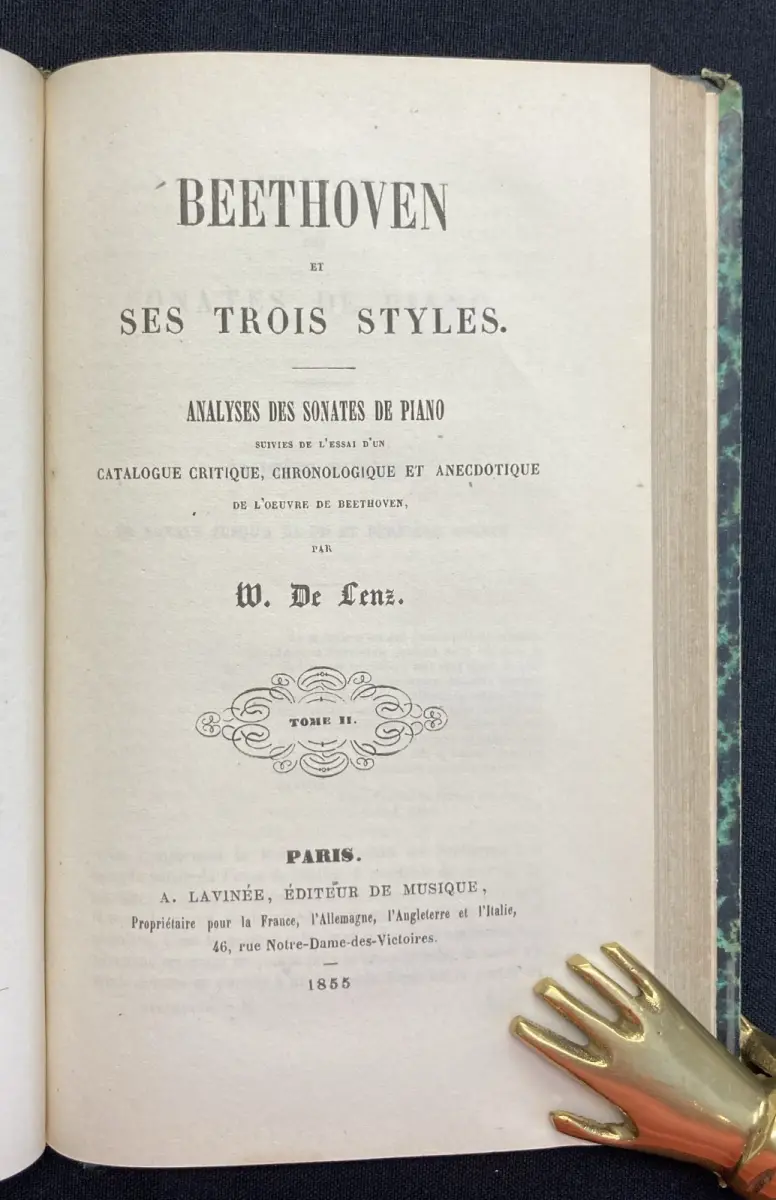 BEETHOVEN
ET
SES TROIS STYLES.
ANALYSES DES SONATES DE PIANO
SUIVIES DE L'ESSAI D'UN
CATALOGUE CRITIQUE, CHRONOLOGIQUE ET ANECDOTIQUE
DE L'OEUVRE DE BEETHOVEN,
PAR
W. De Lenz.
TOME II.
PARIS.
A. LAVINÉE, ÉDITEUR DE MUSIQUE,
Propriétaire pour la France, l'Allemagne, l'Angleterre et l'Italie,
46, rue Notre-Dame-des-Victoires.
1855